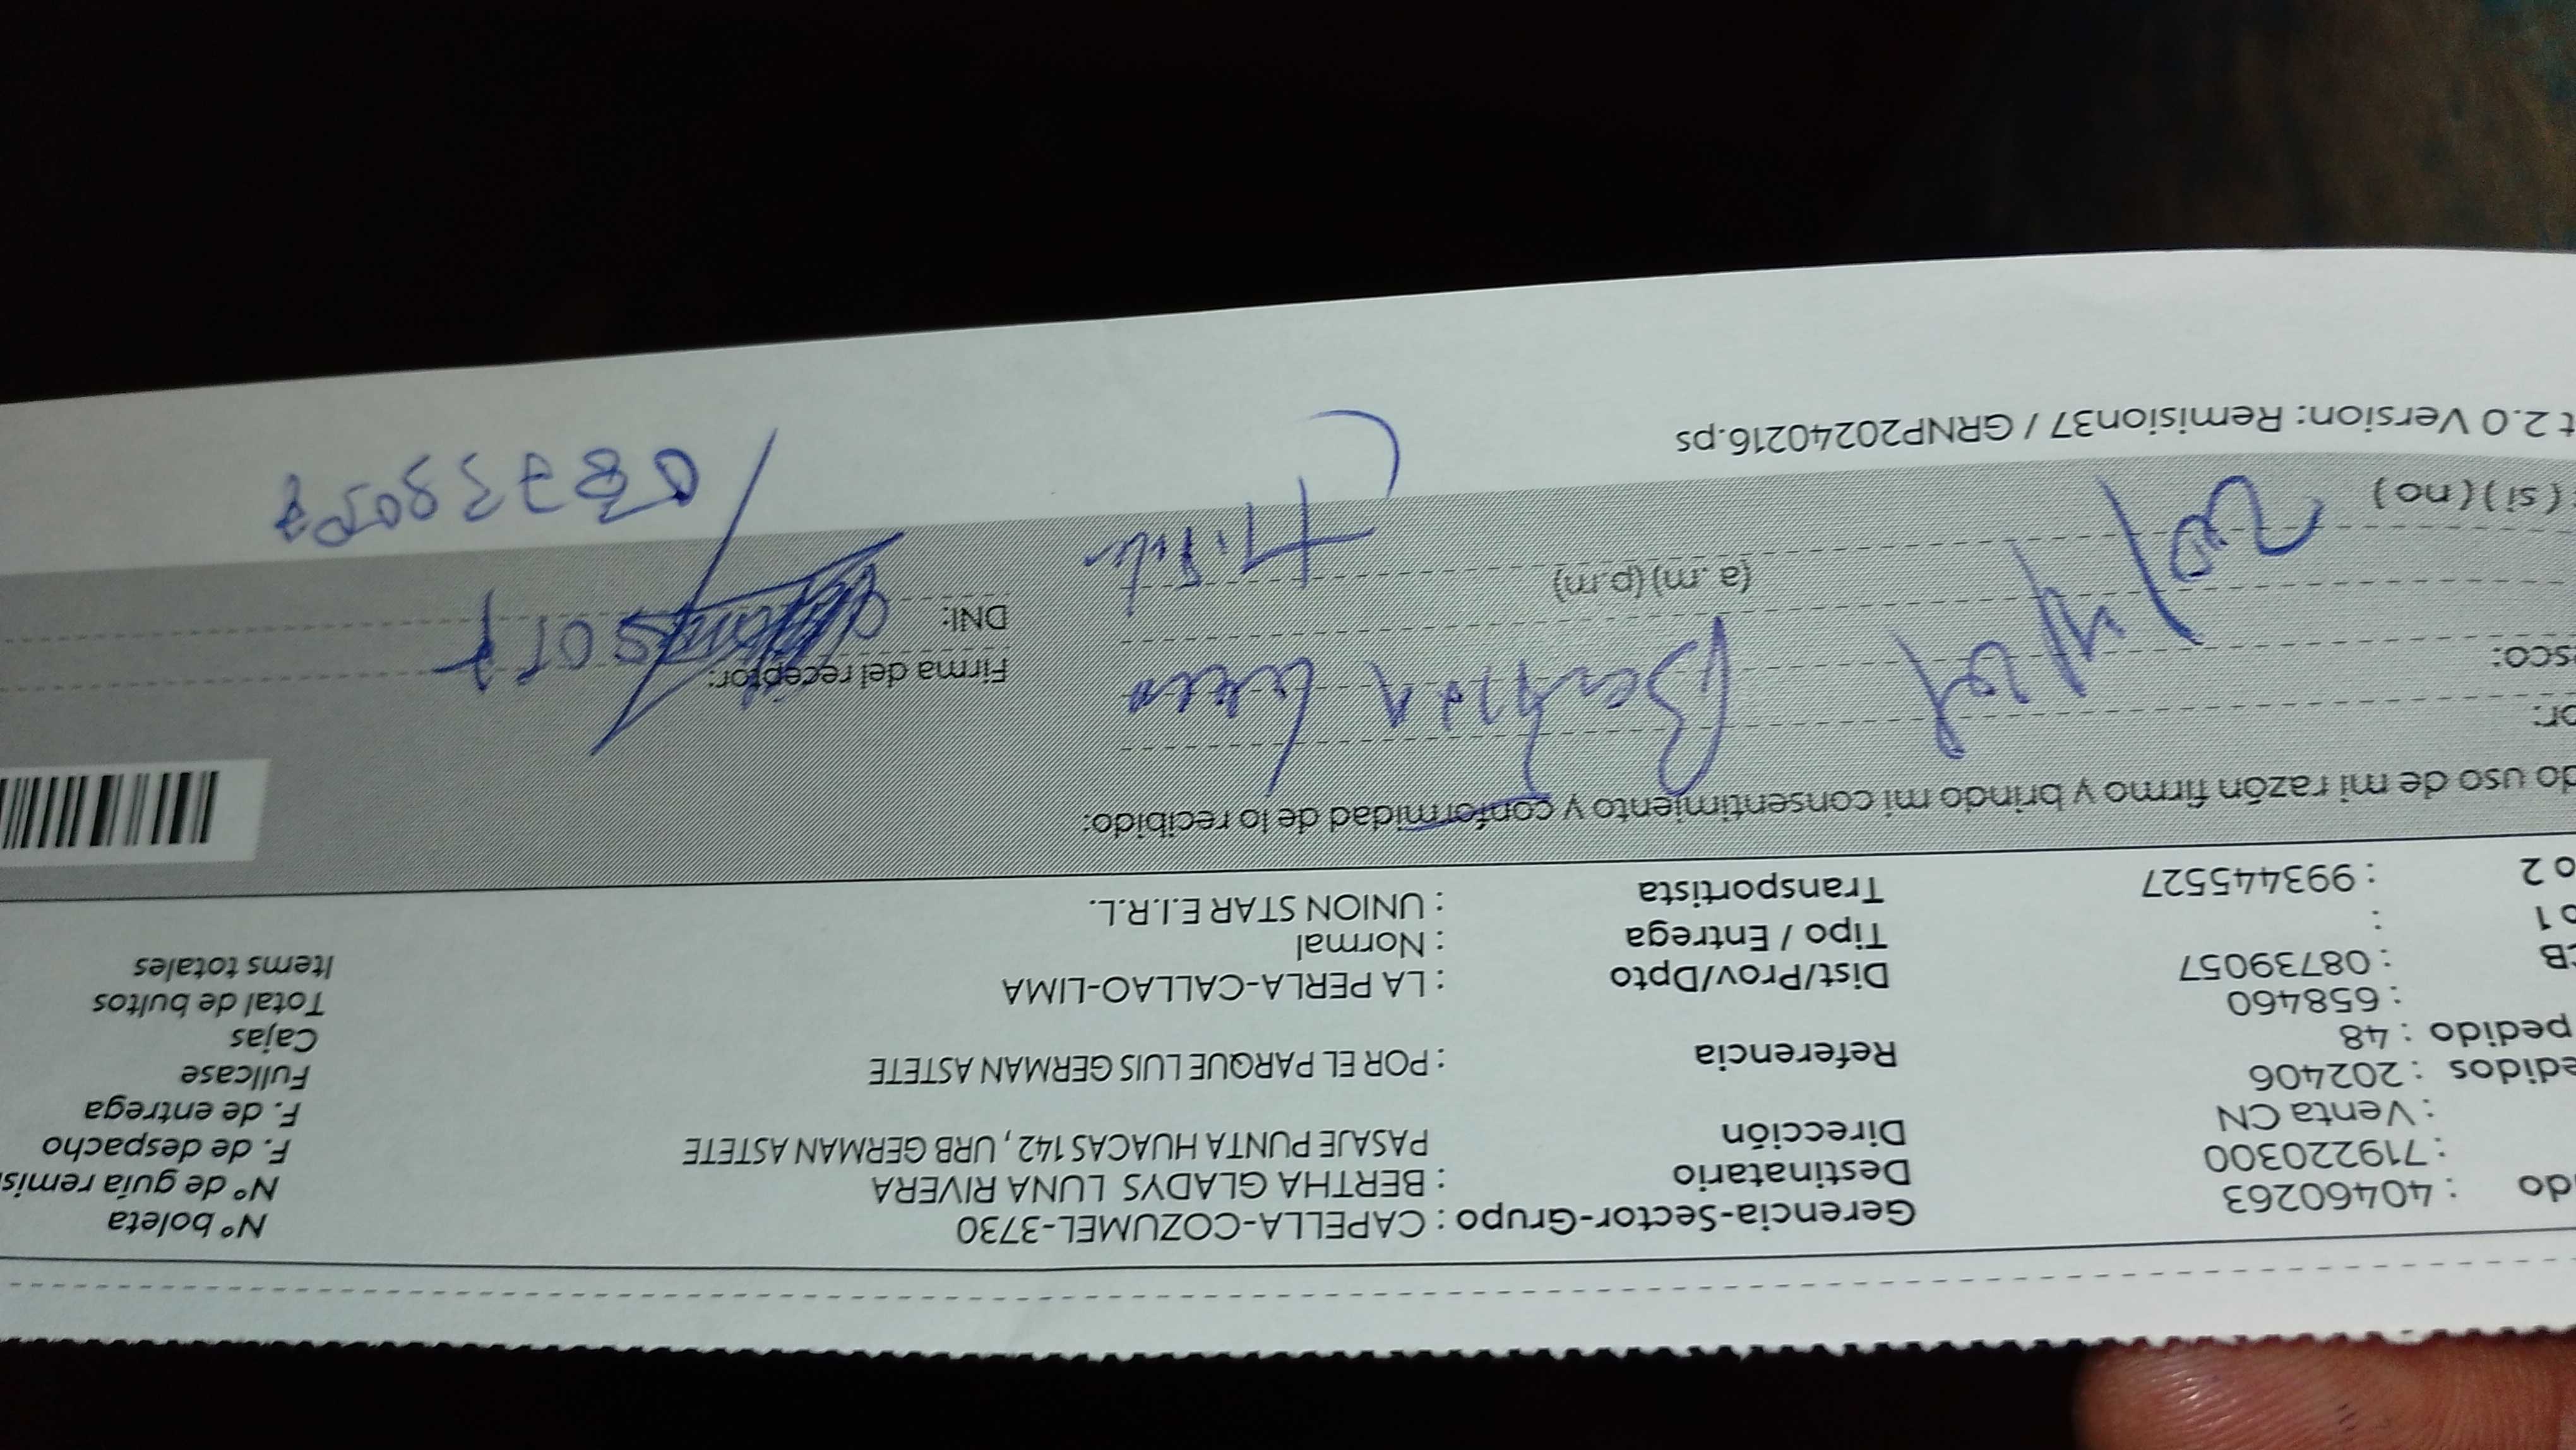 Nº boleta
do : 40460263 Gerencia-Sector-Grupo : CAPELLA-COZUMEL-3730 Nº de guía remis
: 719220300 Destinatario : BERTHA GLADYS LUNA RIVERA F. de despacho
: Venta CN Dirección PASAJE PUNTA HUACAS 142, URB GERMAN ASTETE F. de entrega
edidos : 202406 Fullcase
pedido : 48 Referencia : POR EL PARQUE LUIS GERMAN ASTETE Cajas
: 658460 Total de bultos
CB : 08739057 Dist/Prov/Dpto : LA PERLA-CALLAO-LIMA Items totales
o 1 : Tipo / Entrega : Normal
o 2 : 993445527 Transportista : UNION STAR E.I.R.L.
do uso de mi razón firmo y brindo mi consentimiento y conformidad de lo recibido:
or: Bertha Luna Firma del receptor:
sco: DNI:
(a .m) (p.m)
( si ) ( no ) 08739057
t 2.0 Version: Remision37 / GRNP20240216.ps